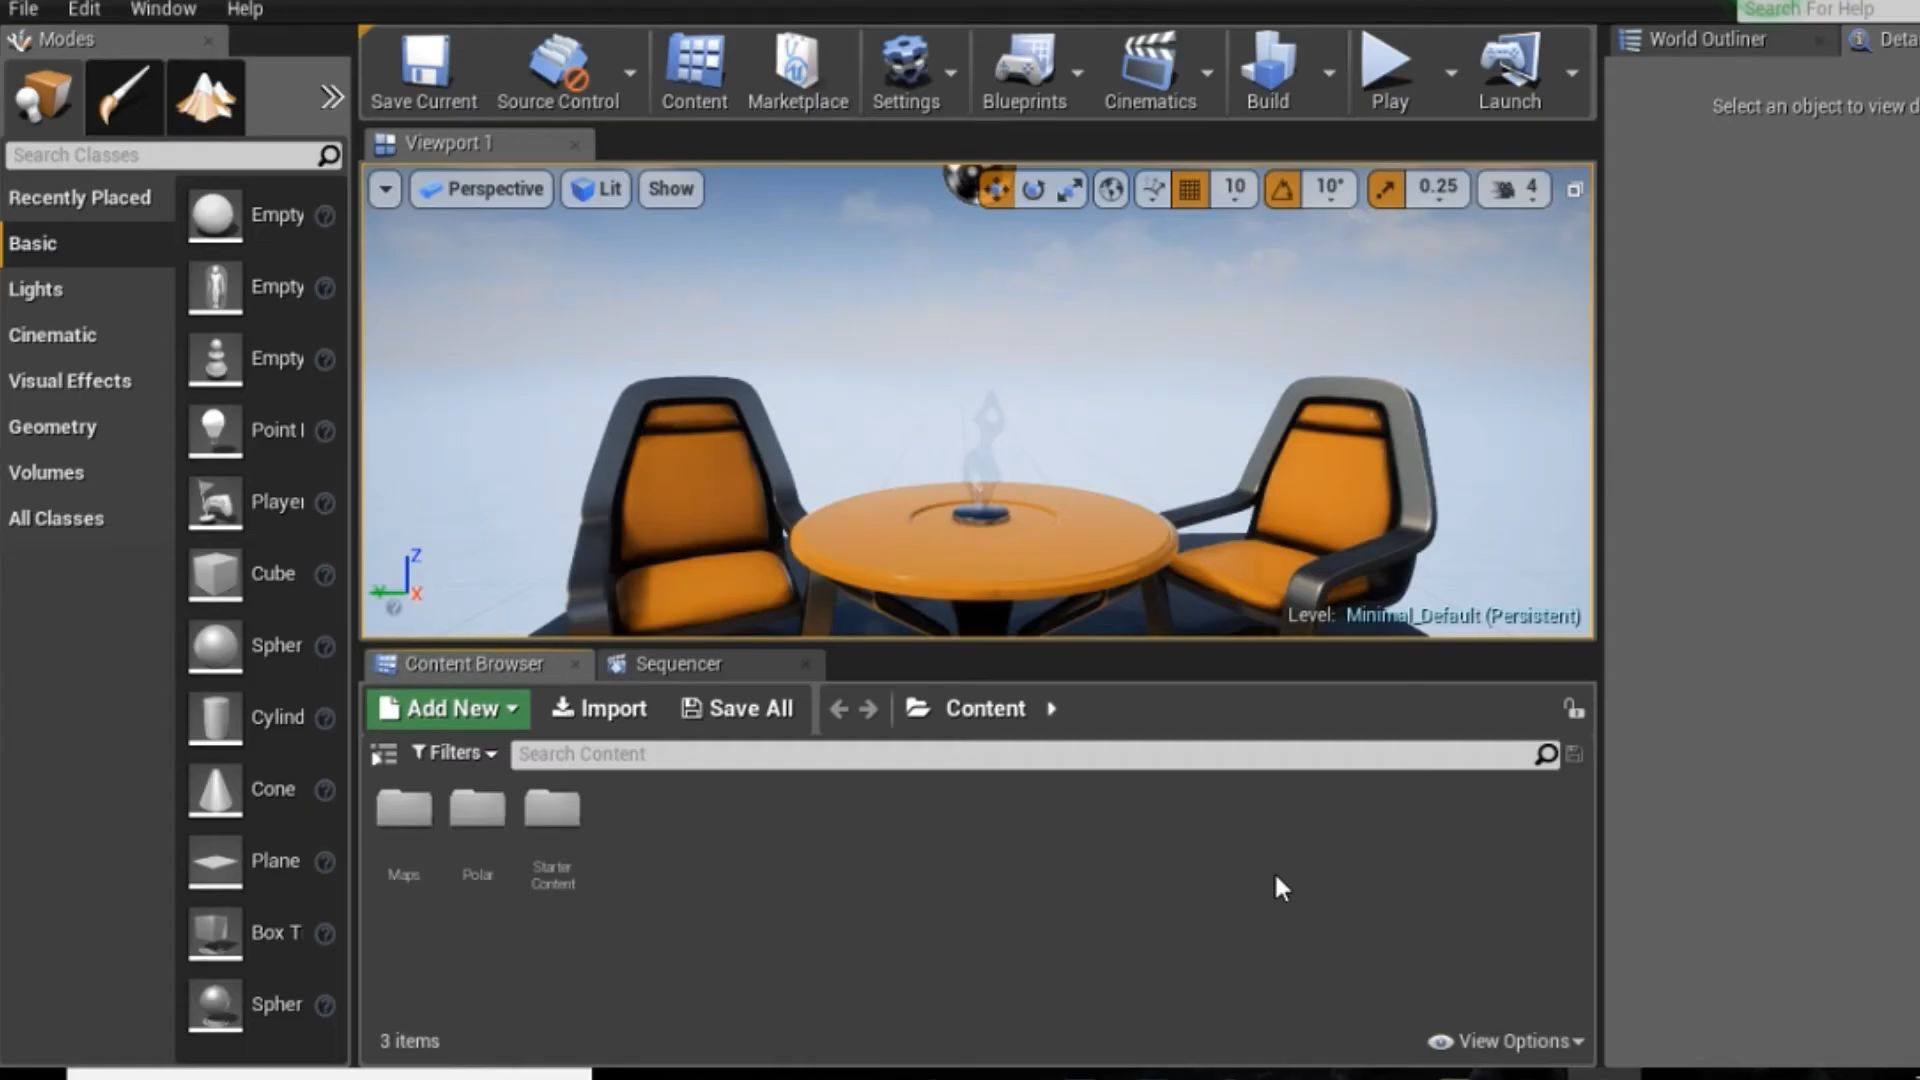 File Edit Window Help
Search For Help
Modes
Save Current Source Control Content Marketplace Settings Blueprints Cinematics Build Play Launch
World Outliner
Select an object to view
Search Classes
Viewport 1
Perspective Lit Show
10 10° 0.25 4
Recently Placed
Basic
Lights
Cinematic
Visual Effects
Geometry
Volumes
All Classes
Empty
Empty
Empty
Point
Player
Cube
Spher
Cylind
Cone
Plane
Box T
Spher
Z
Y X
Level: Minimal_Default (Persistent)
Content Browser Sequencer
Add New Import Save All Content
Filters Search Content
Maps Polar Starter
Content
3 items
View Options